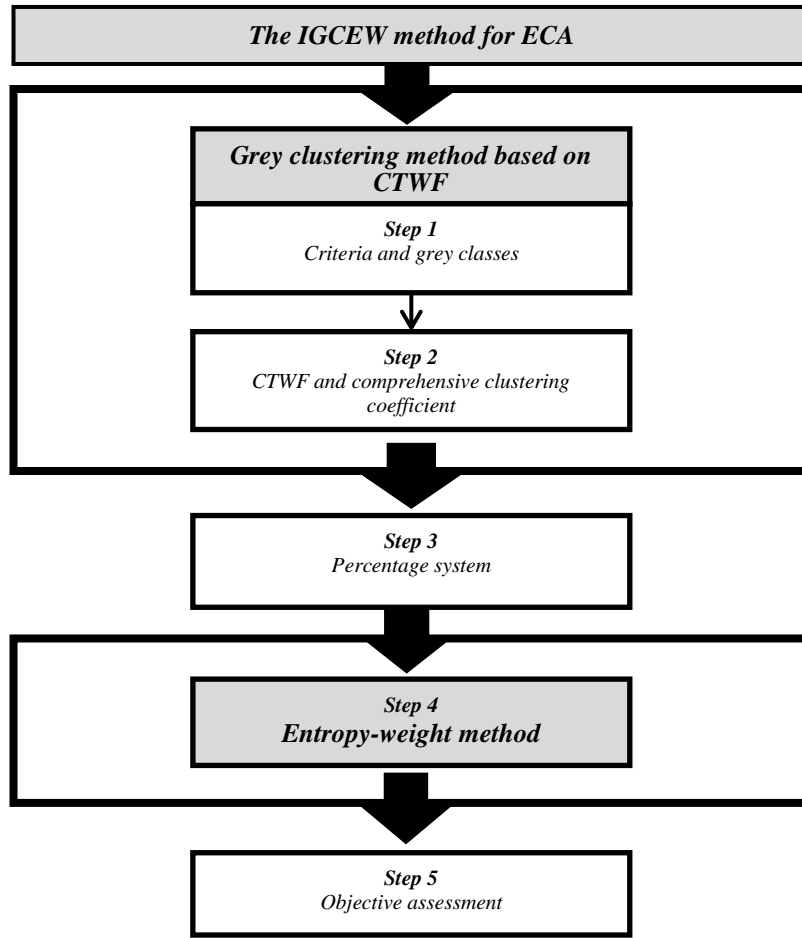 The IGCEW method for ECA
Grey clustering method based on
CTWF
Step 1
Criteria and grey classes
Step 2
CTWF and comprehensive clustering
coefficient
Step 3
Percentage system
Step 4
Entropy-weight method
Step 5
Objective assessment